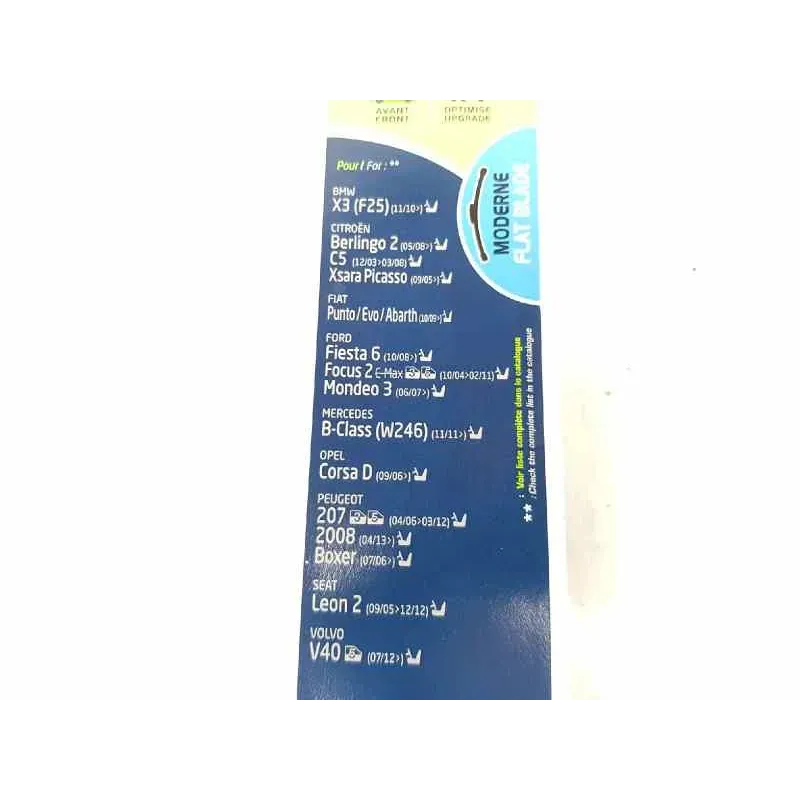 AVANT
FRONT
OPTIMISE
UPGRADE
Pour / For : **
MODERNE
FLAT BLADE
BMW
X3 (F25) (11/10>)
CITROËN
Berlingo 2 (05/08>)
C5 (12/03>03/08)
Xsara Picasso (09/05>)
FIAT
Punto / Evo / Abarth (10/09>)
FORD
Fiesta 6 (10/08>)
Focus 2 C-Max 3 5 (10/04>02/11)
Mondeo 3 (06/07>)
MERCEDES
B-Class (W246) (11/11>)
OPEL
Corsa D (09/06>)
PEUGEOT
207 3 5 (04/06>03/12)
2008 (04/13>)
Boxer (07/06>)
SEAT
Leon 2 (09/05>12/12)
VOLVO
V40 5 (07/12>)
** : Voir liste complète dans le catalogue
: Check the complete list in the catalogue